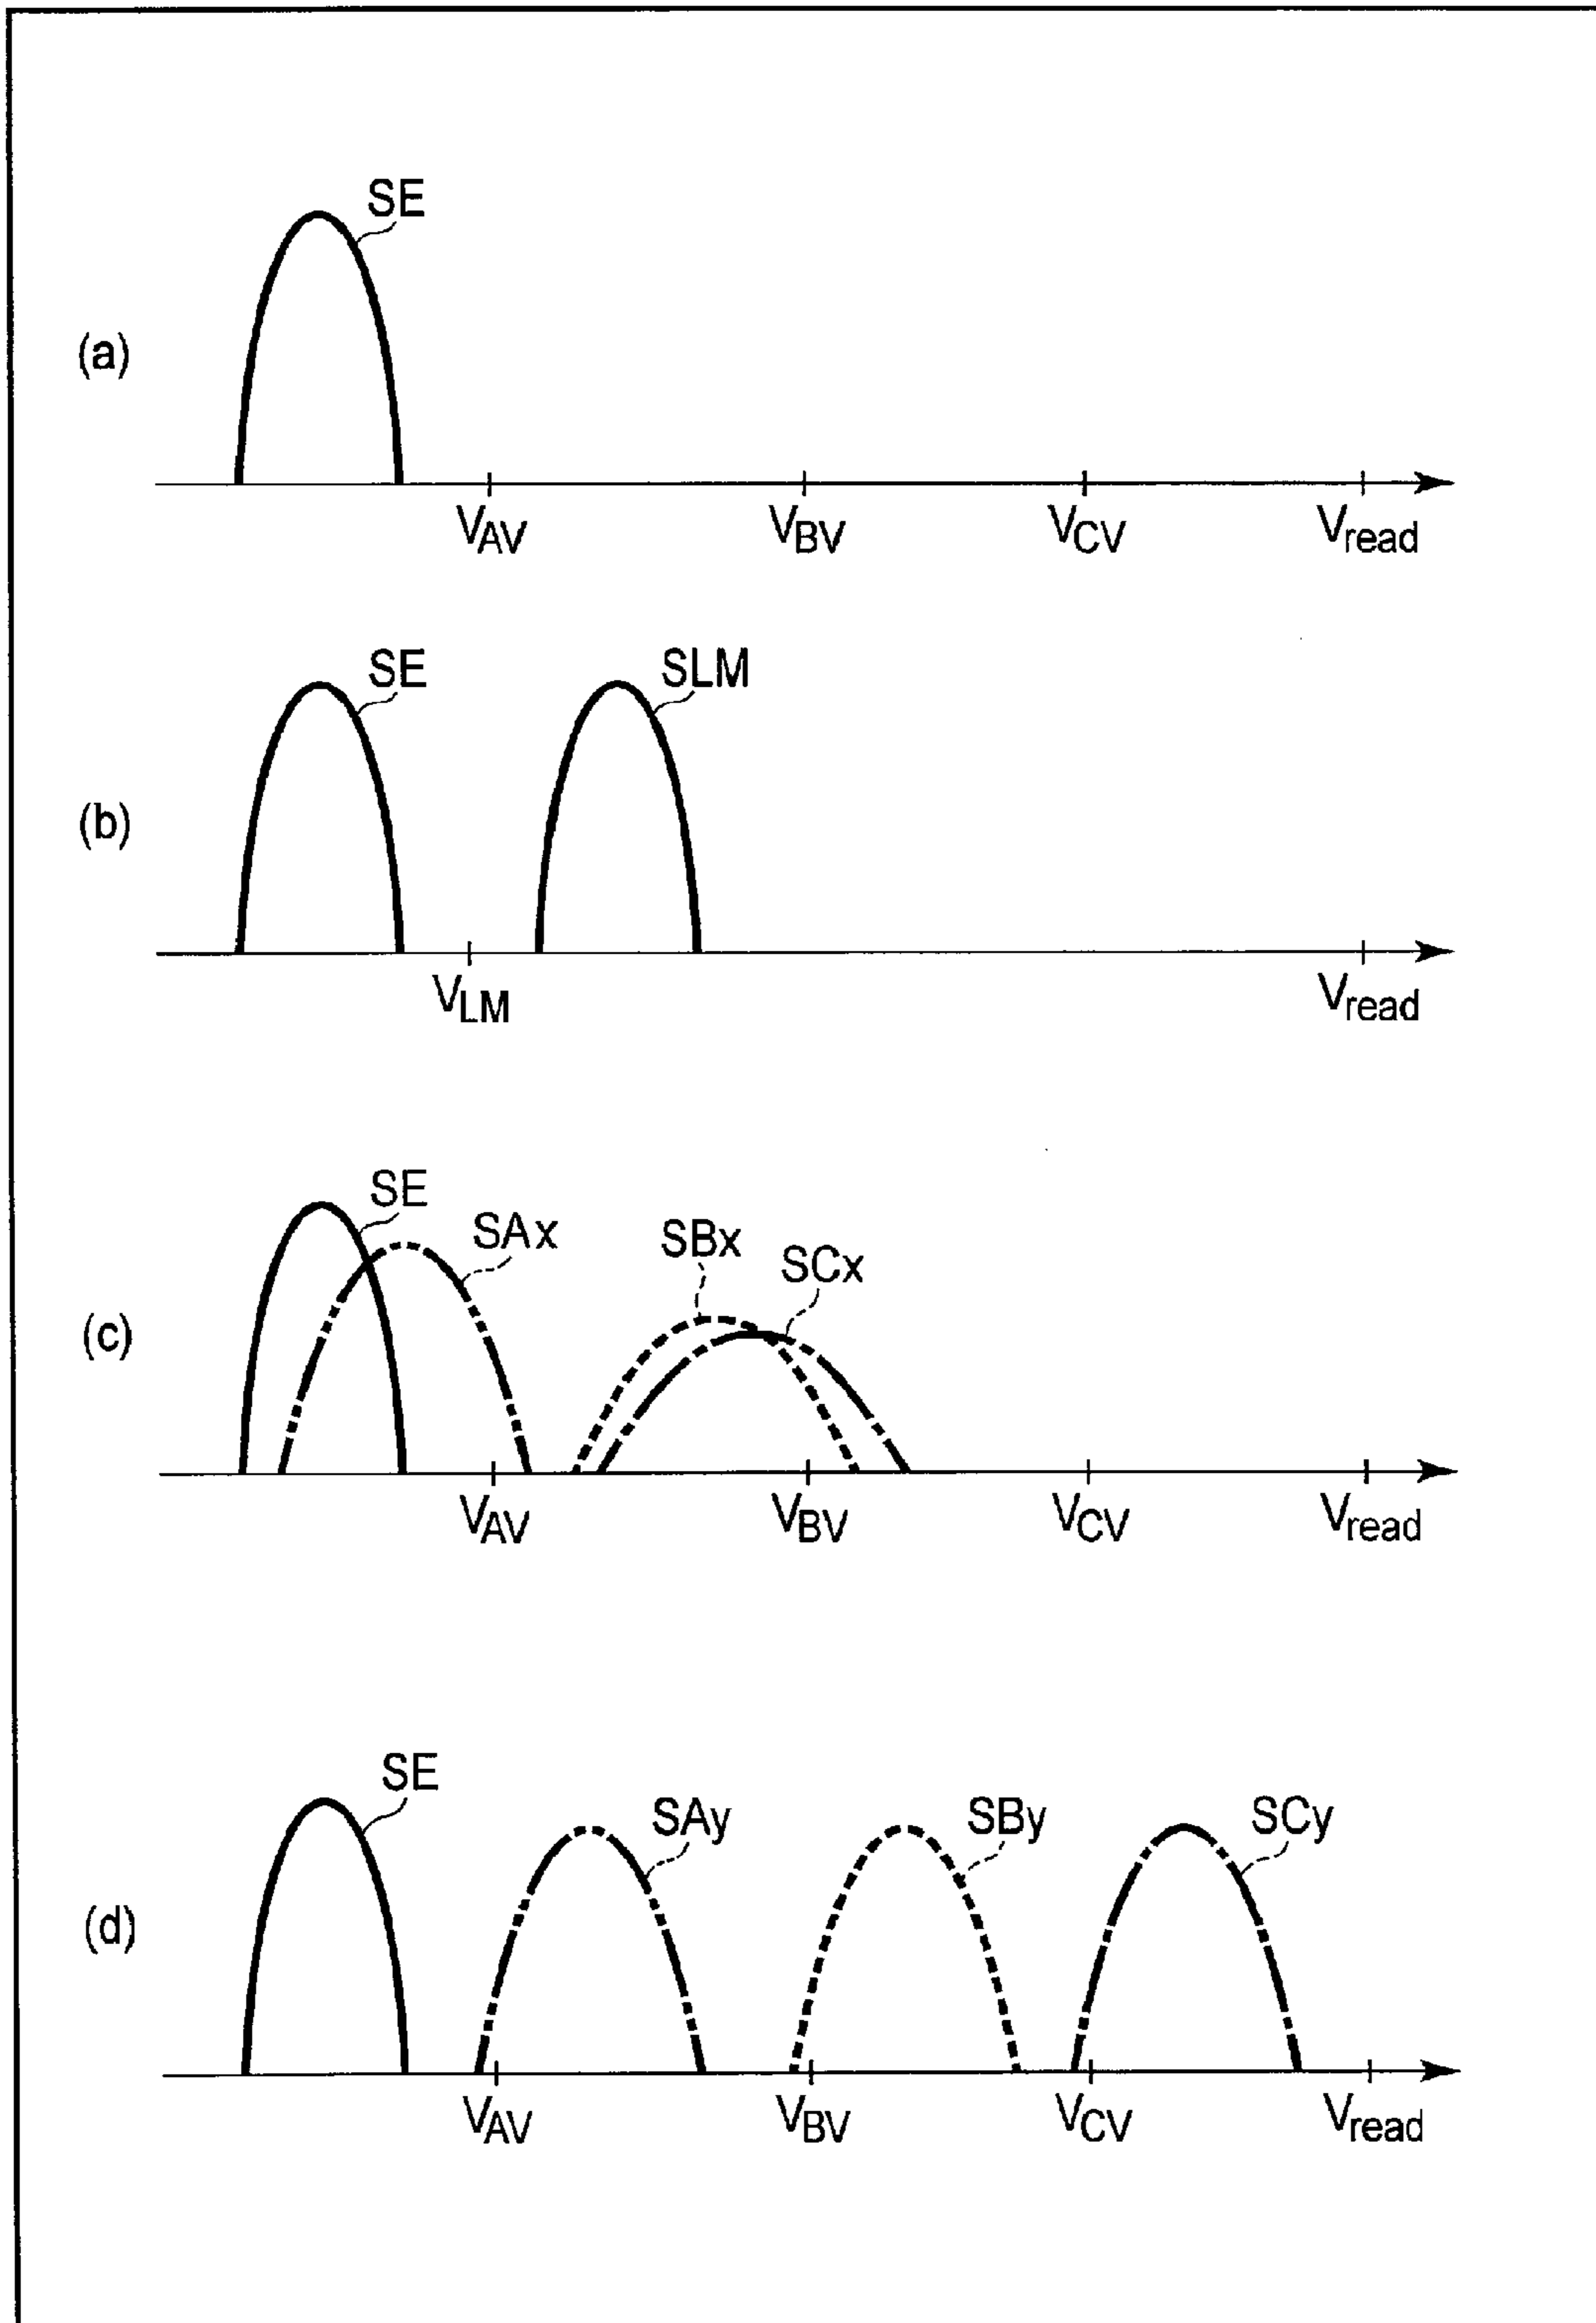 SE
(a)
VAV VBV VCV Vread
SE SLM
(b)
VLM Vread
SE SAx SBx SCx
(c)
VAV VBV VCV Vread
SE SAy SBy SCy
(d)
VAV VBV VCV Vread